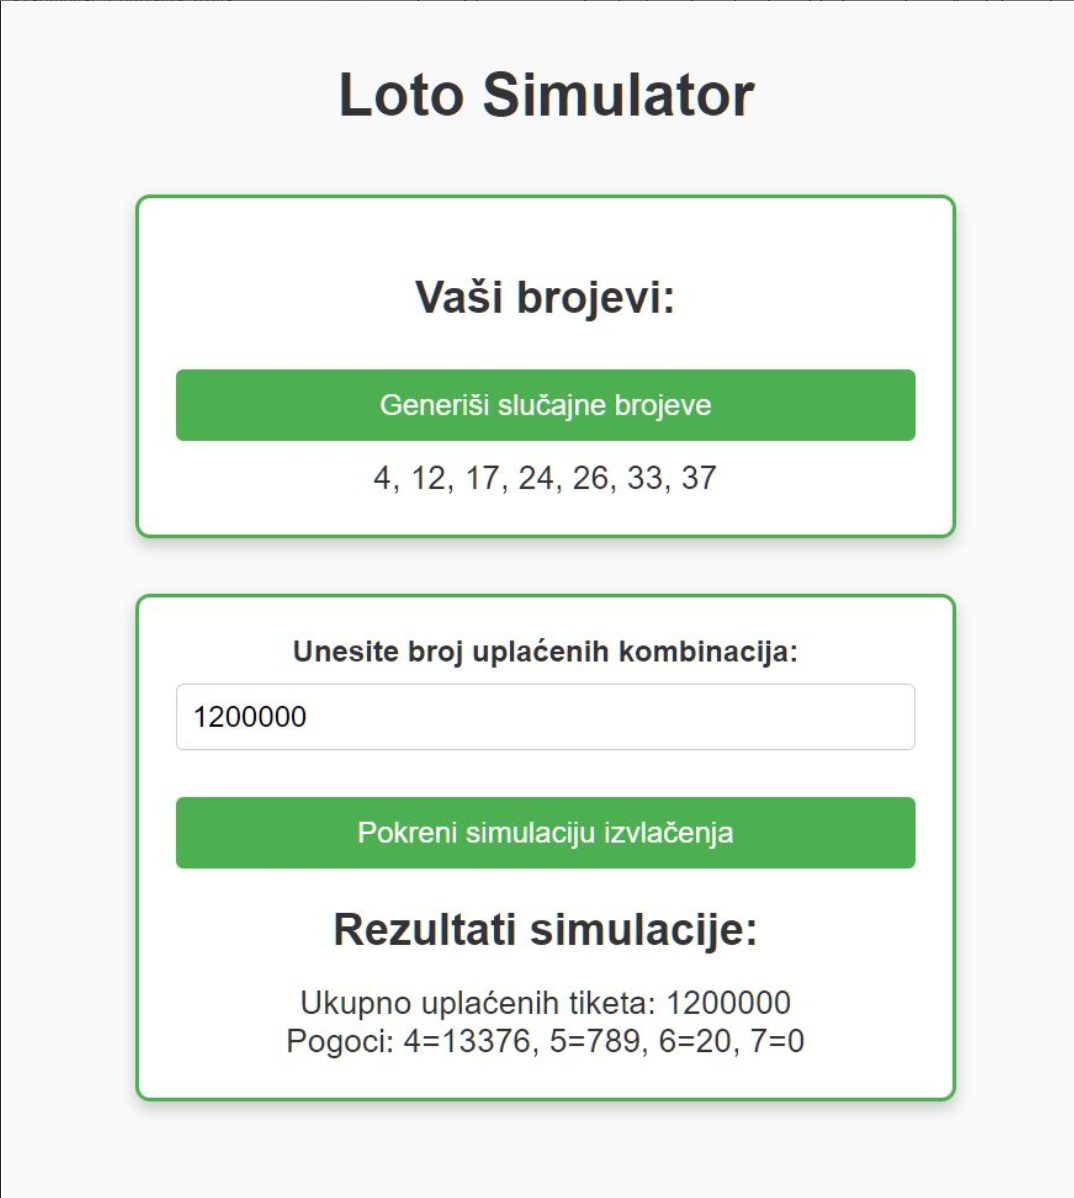 Loto Simulator
Vaši brojevi:
Generiši slučajne brojeve
4, 12, 17, 24, 26, 33, 37
Unesite broj uplaćenih kombinacija:
1200000
Pokreni simulaciju izvlačenja
Rezultati simulacije:
Ukupno uplaćenih tiketa: 1200000
Pogoci: 4=13376, 5=789, 6=20, 7=0